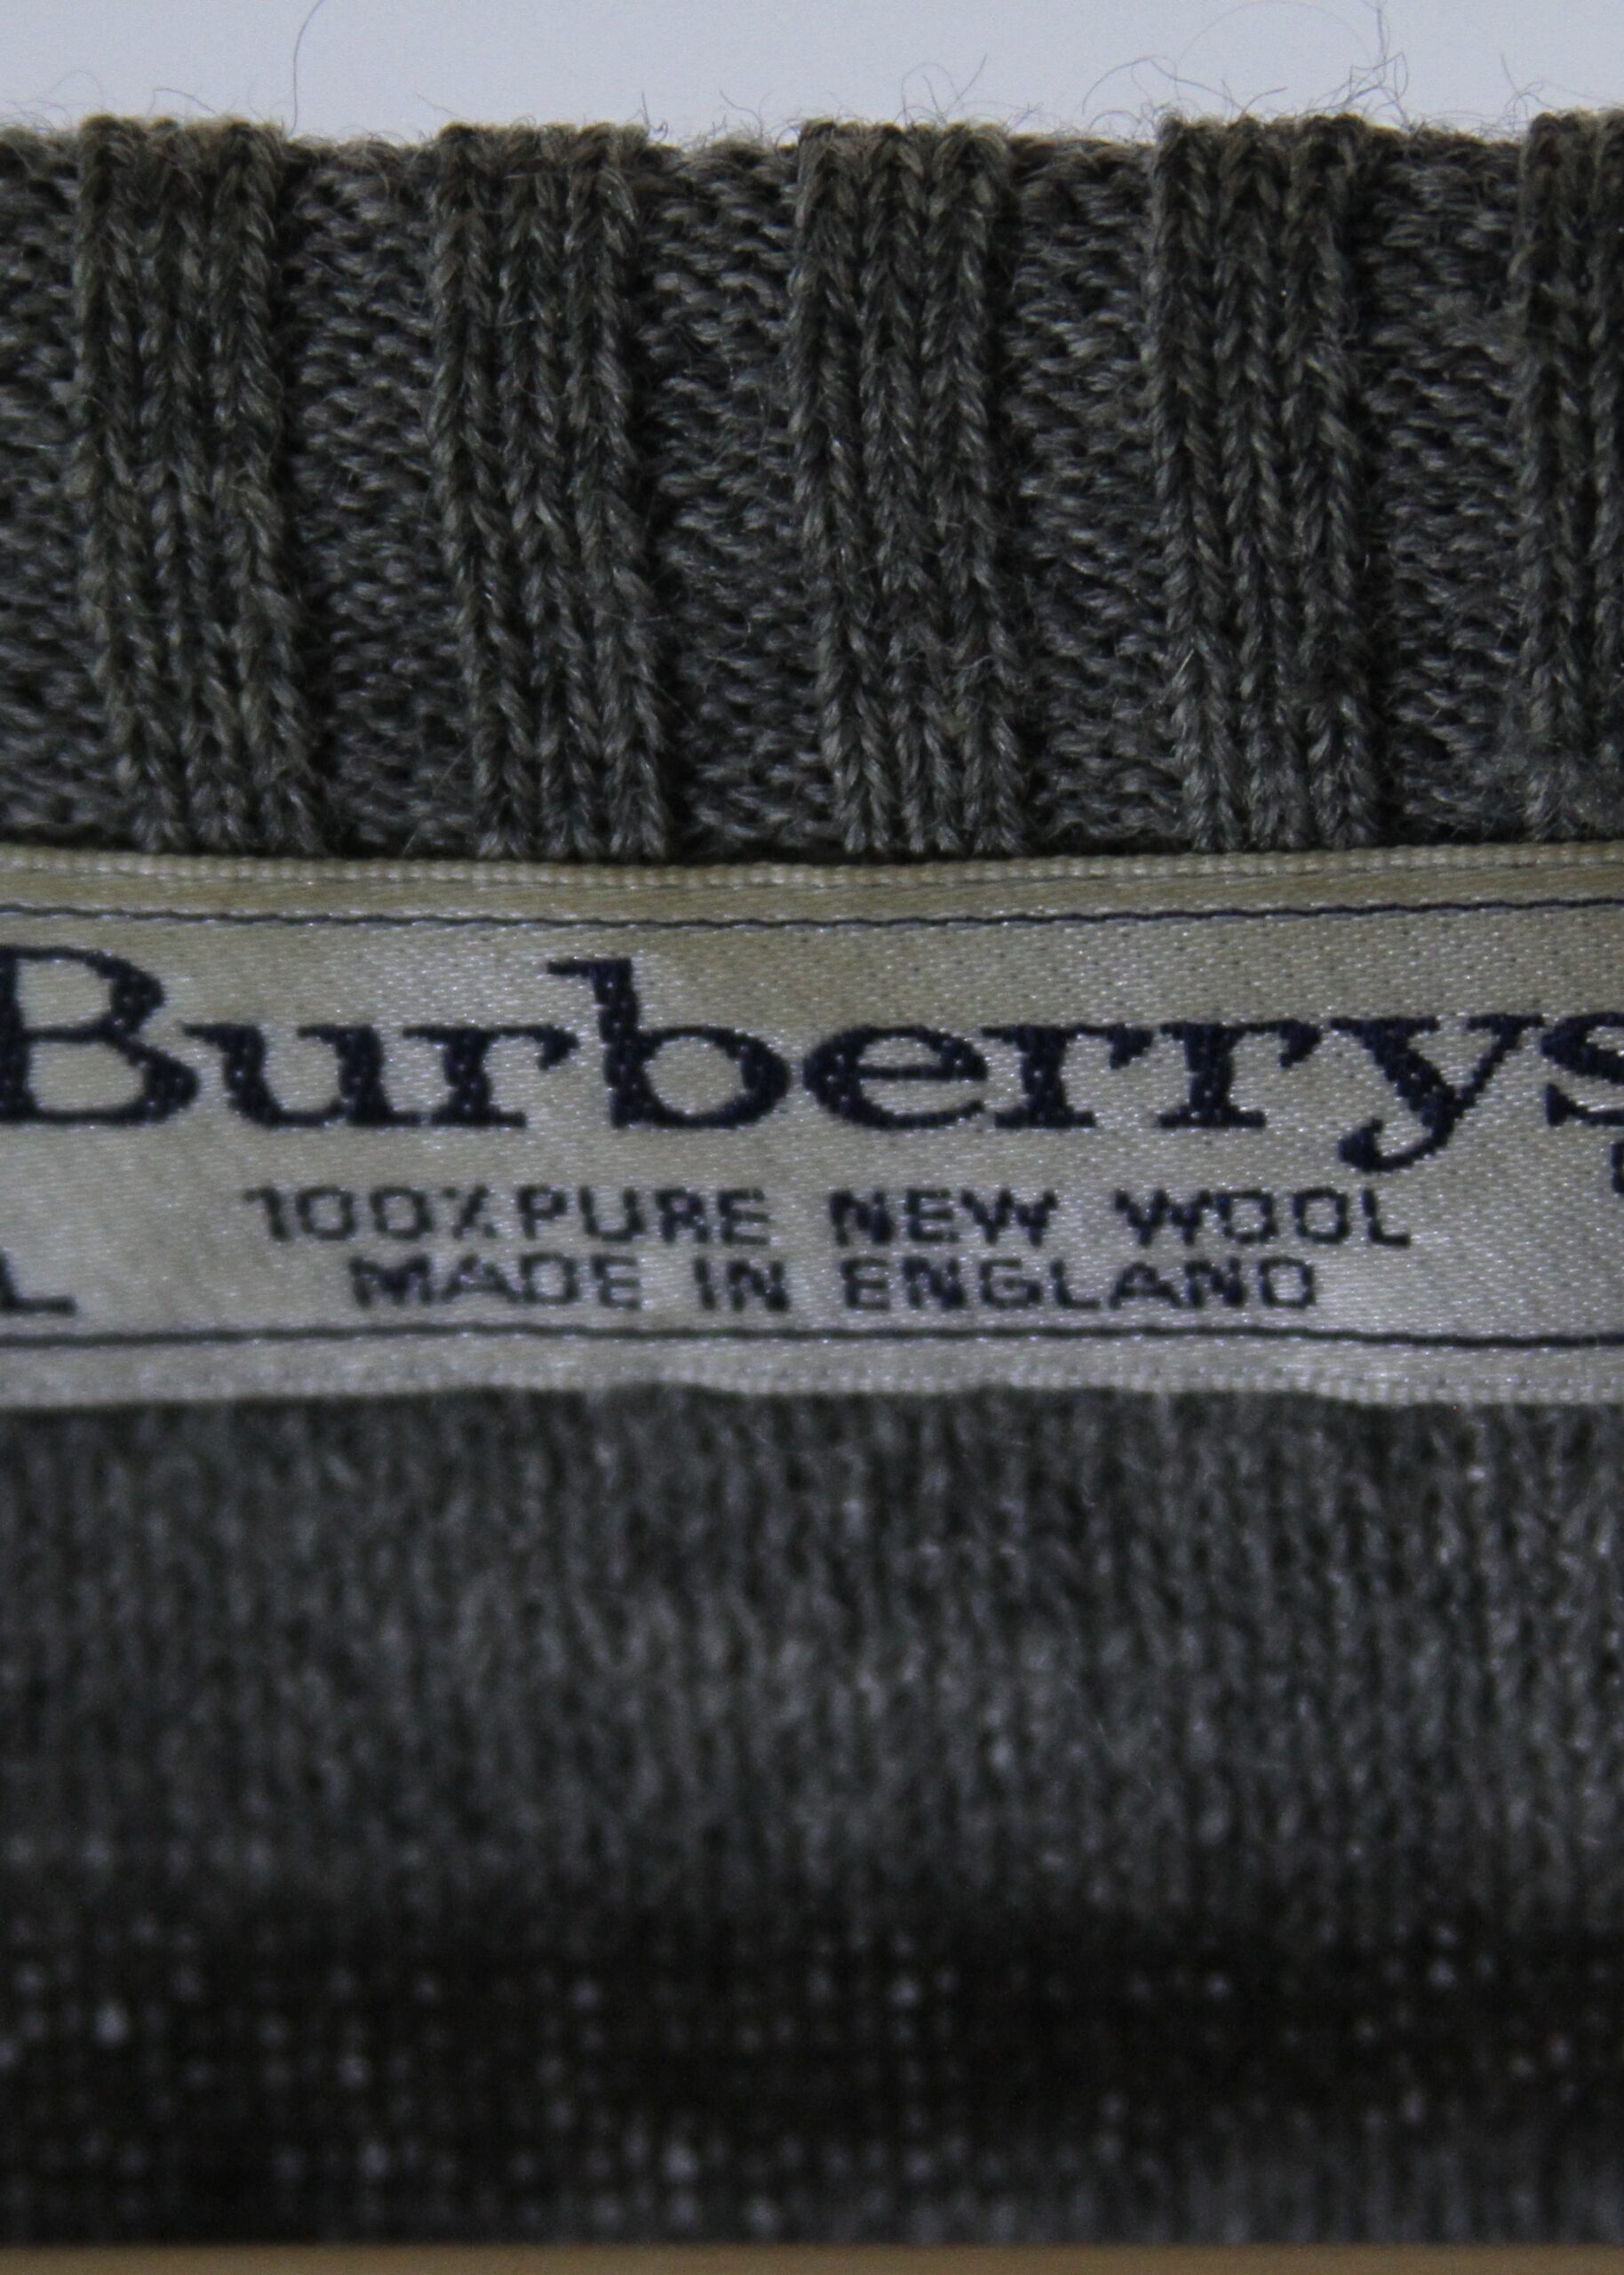 Burberrys
100% PURE NEW WOOL
L MADE IN ENGLAND